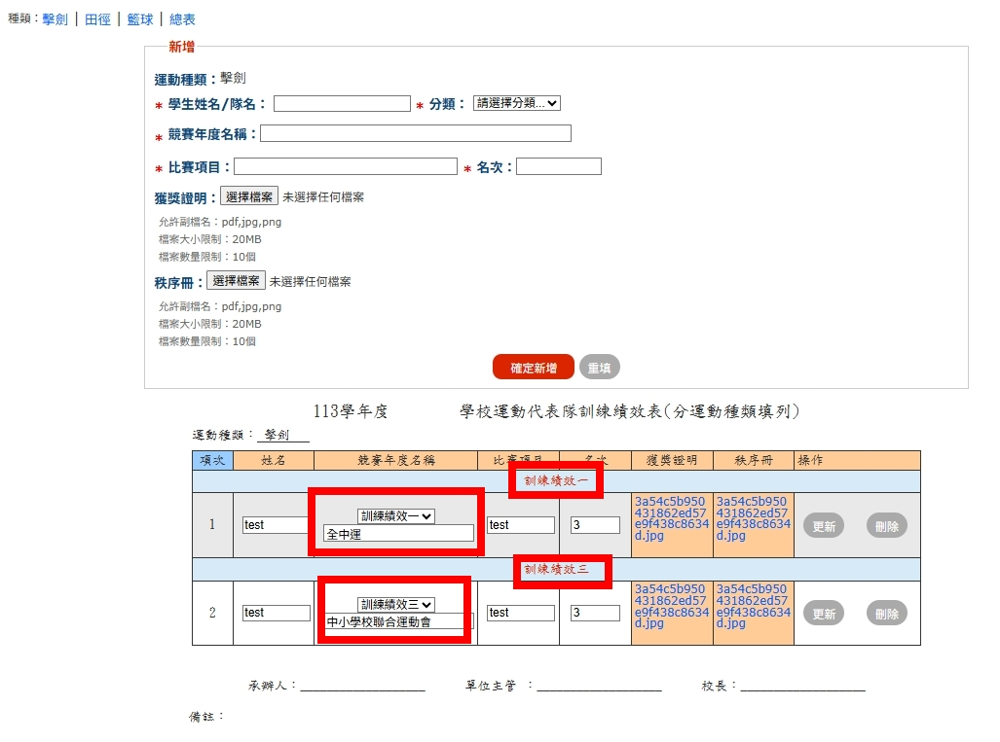 種類：擊劍 | 田徑 | 籃球 | 總表
新增
運動種類：擊劍
* 學生姓名/隊名： * 分類： 請選擇分類...
* 競賽年度名稱：
* 比賽項目： * 名次：
獲獎證明： 選擇檔案 未選擇任何檔案
允許副檔名：pdf,jpg,png
檔案大小限制：20MB
檔案數量限制：10個
秩序冊： 選擇檔案 未選擇任何檔案
允許副檔名：pdf,jpg,png
檔案大小限制：20MB
檔案數量限制：10個
確定新增 重填
113學年度 學校運動代表隊訓練績效表(分運動種類填列)
運動種類： 擊劍
項次 姓名 競賽年度名稱 比賽項目 名次 獲獎證明 秩序冊 操作
訓練績效一
1 test 訓練績效一 全中運 test 3 3a54c5b950431862ed57e9f438c8634d.jpg 3a54c5b950431862ed57e9f438c8634d.jpg 更新 刪除
訓練績效三
2 test 訓練績效三 中小學校聯合運動會 test 3 3a54c5b950431862ed57e9f438c8634d.jpg 3a54c5b950431862ed57e9f438c8634d.jpg 更新 刪除
承辦人：__________________ 單位主管 ：__________________ 校長：__________________
備註：